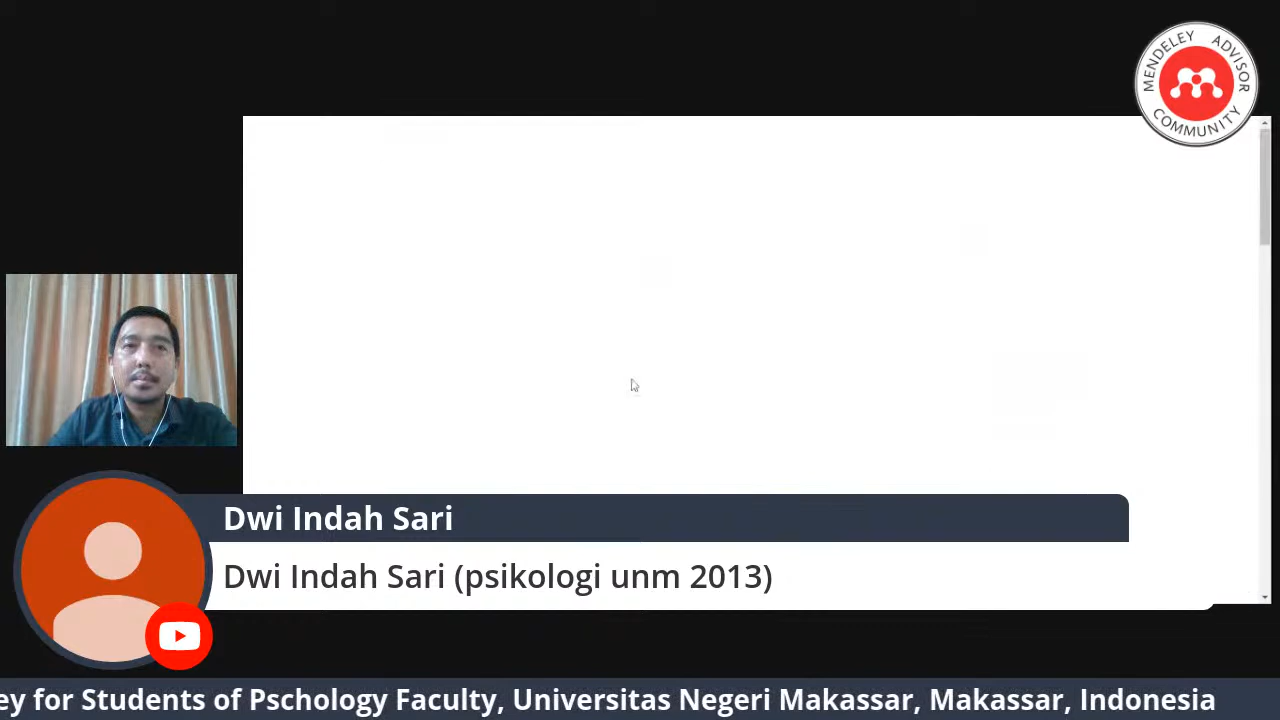 MENDELEY ADVISOR
COMMUNITY
Dwi Indah Sari
Dwi Indah Sari (psikologi unm 2013)
ey for Students of Pschology Faculty, Universitas Negeri Makassar, Makassar, Indonesia